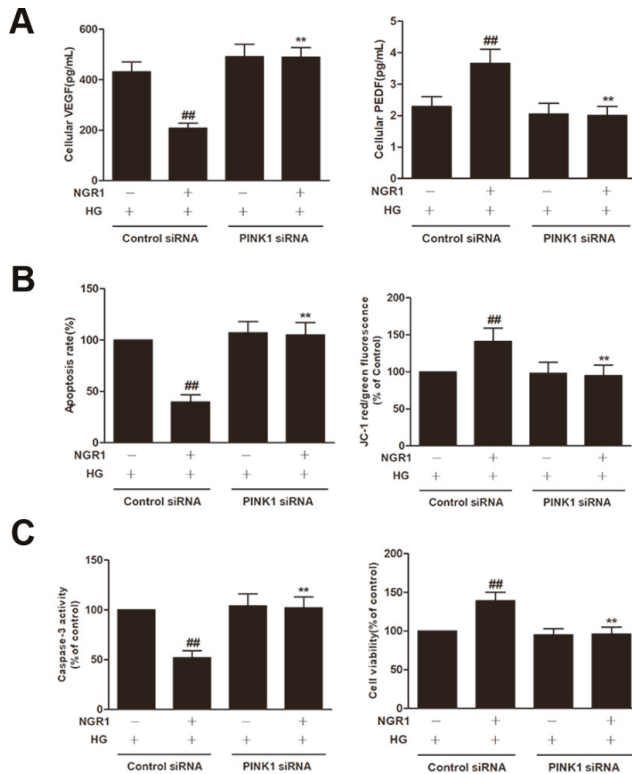 A
Cellular VEGF(pg/mL)
600
400
200
0
##
**
NGR1 – + – +
HG + + + +
Control siRNA PINK1 siRNA
Cellular PEDF(pg/mL)
5
4
3
2
1
0
##
**
NGR1 – + – +
HG + + + +
Control siRNA PINK1 siRNA
B
Apoptosis rate(%)
150
100
50
0
##
**
NGR1 – + – +
HG + + + +
Control siRNA PINK1 siRNA
JC-1 red/green fluorescence
(% of Control)
200
150
100
50
0
##
**
NGR1 – + – +
HG + + + +
Control siRNA PINK1 siRNA
C
Caspase-3 activity
(% of control)
150
100
50
0
##
**
NGR1 – + – +
HG + + + +
Control siRNA PINK1 siRNA
Cell viability(% of control)
200
150
100
50
0
##
**
NGR1 – + – +
HG + + + +
Control siRNA PINK1 siRNA